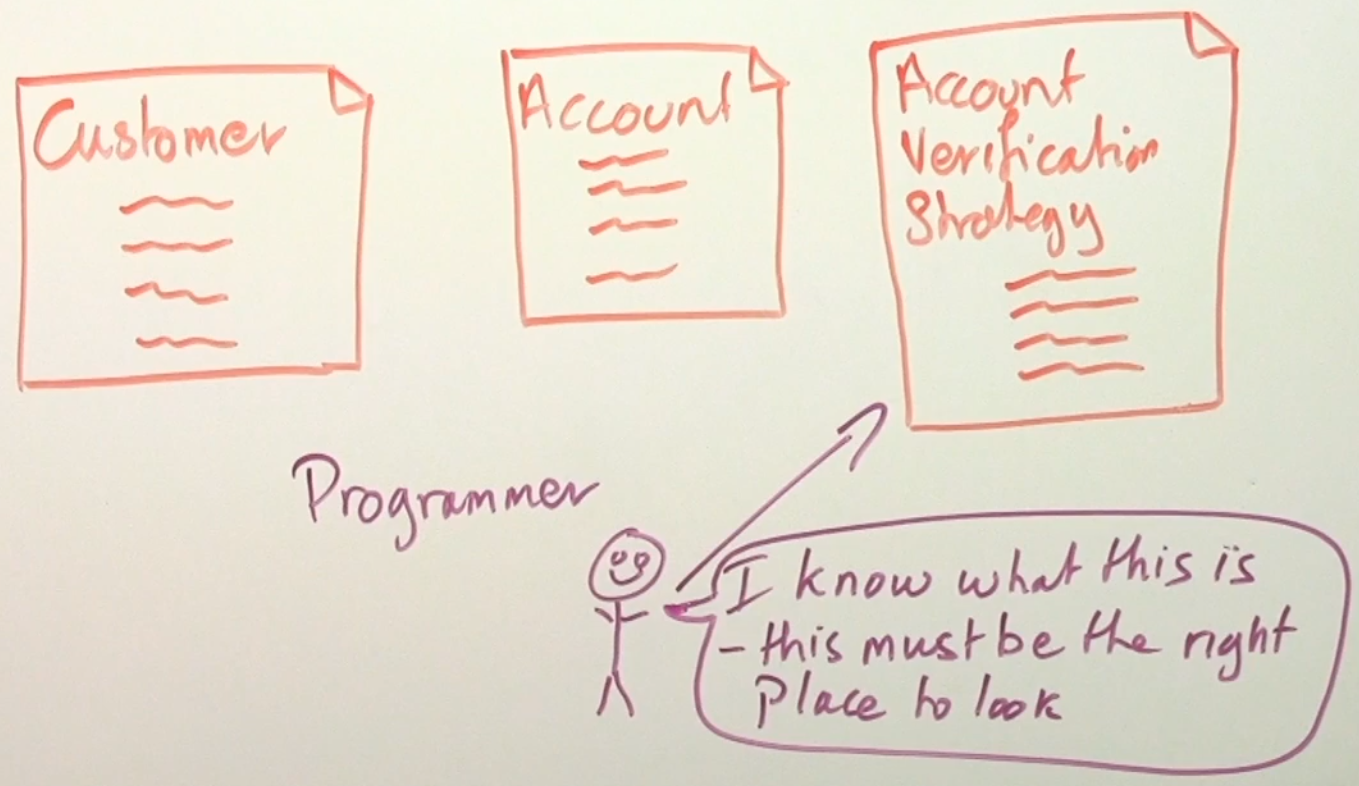 Customer
Account
Account
Verification
Strategy
Programmer
I know what this is
- this must be the right
Place to look